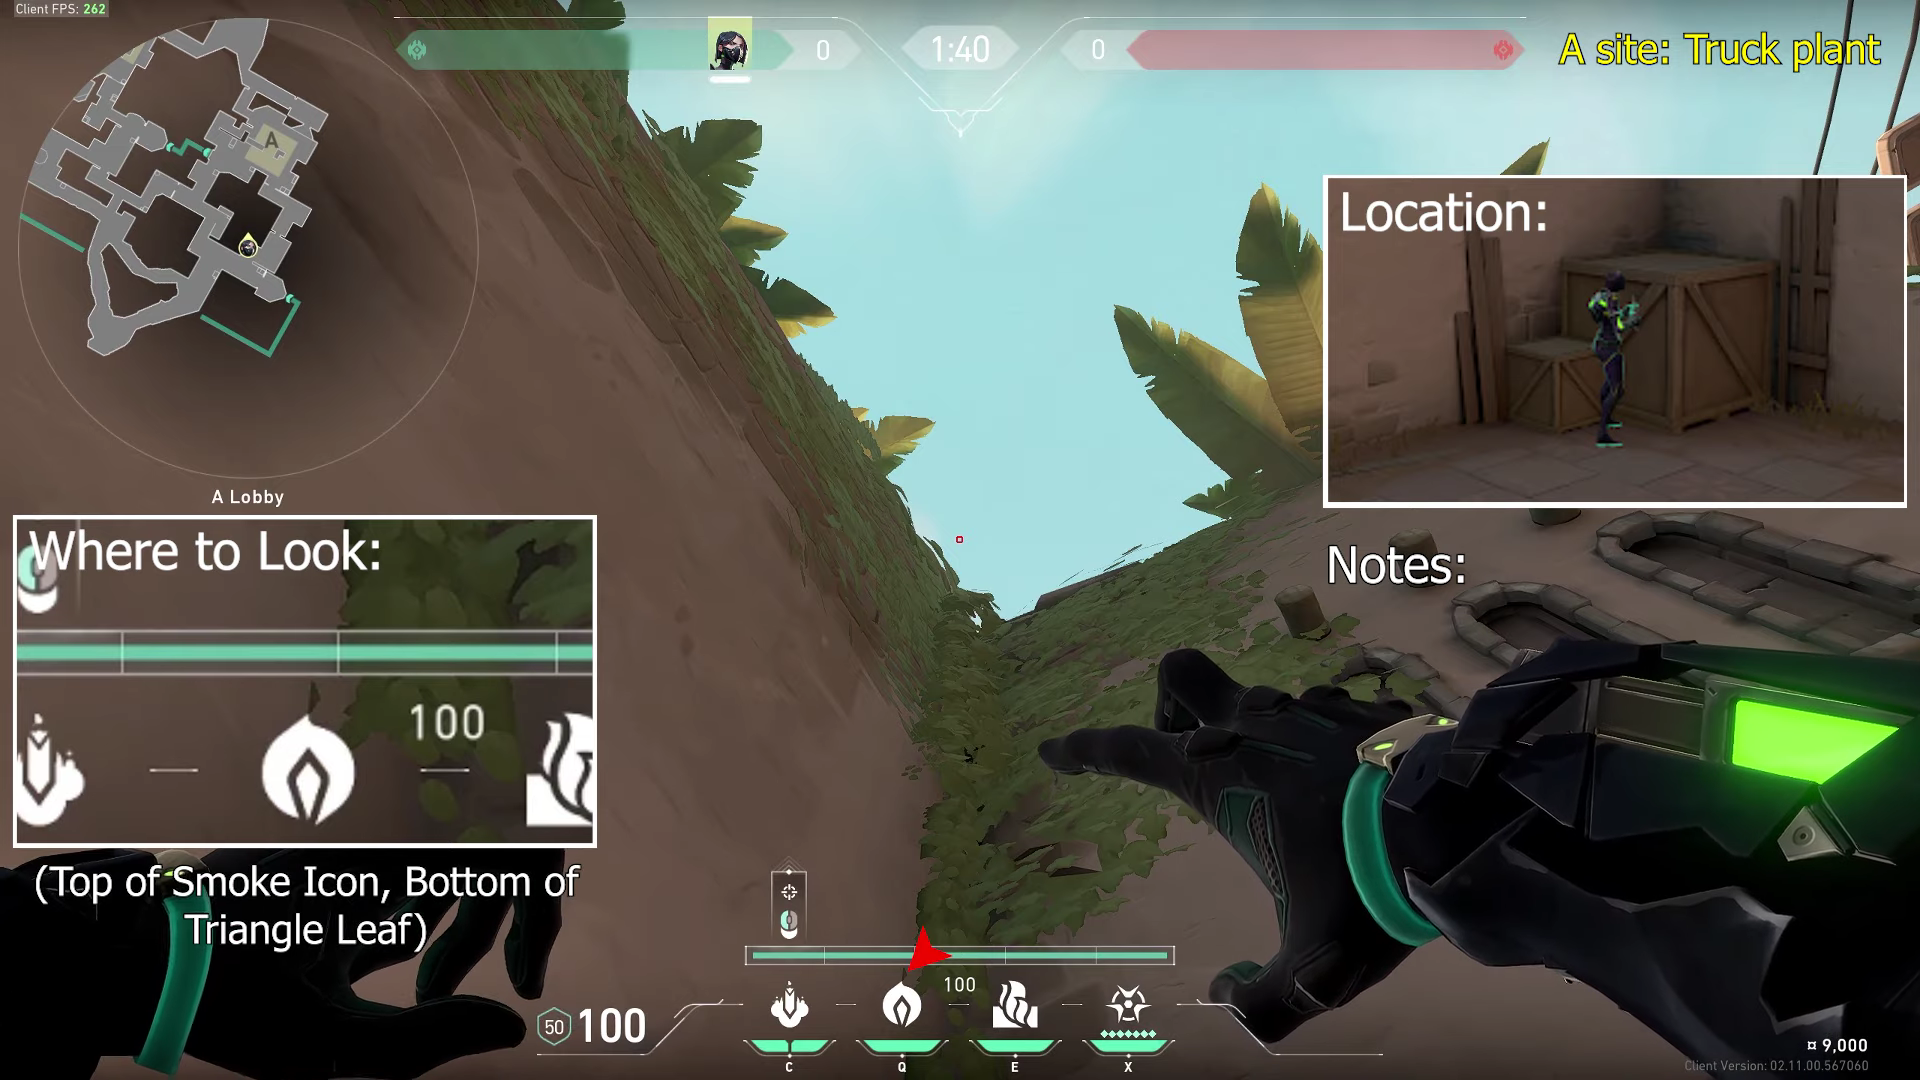 Client FPS: 262
0
1:40
0
A site: Truck plant
A
Location:
A Lobby
Where to Look:
100
Notes:
(Top of Smoke Icon, Bottom of
Triangle Leaf)
100
50
100
C
Q
E
X
¤ 9,000
Client Version: 02.11.00.567060